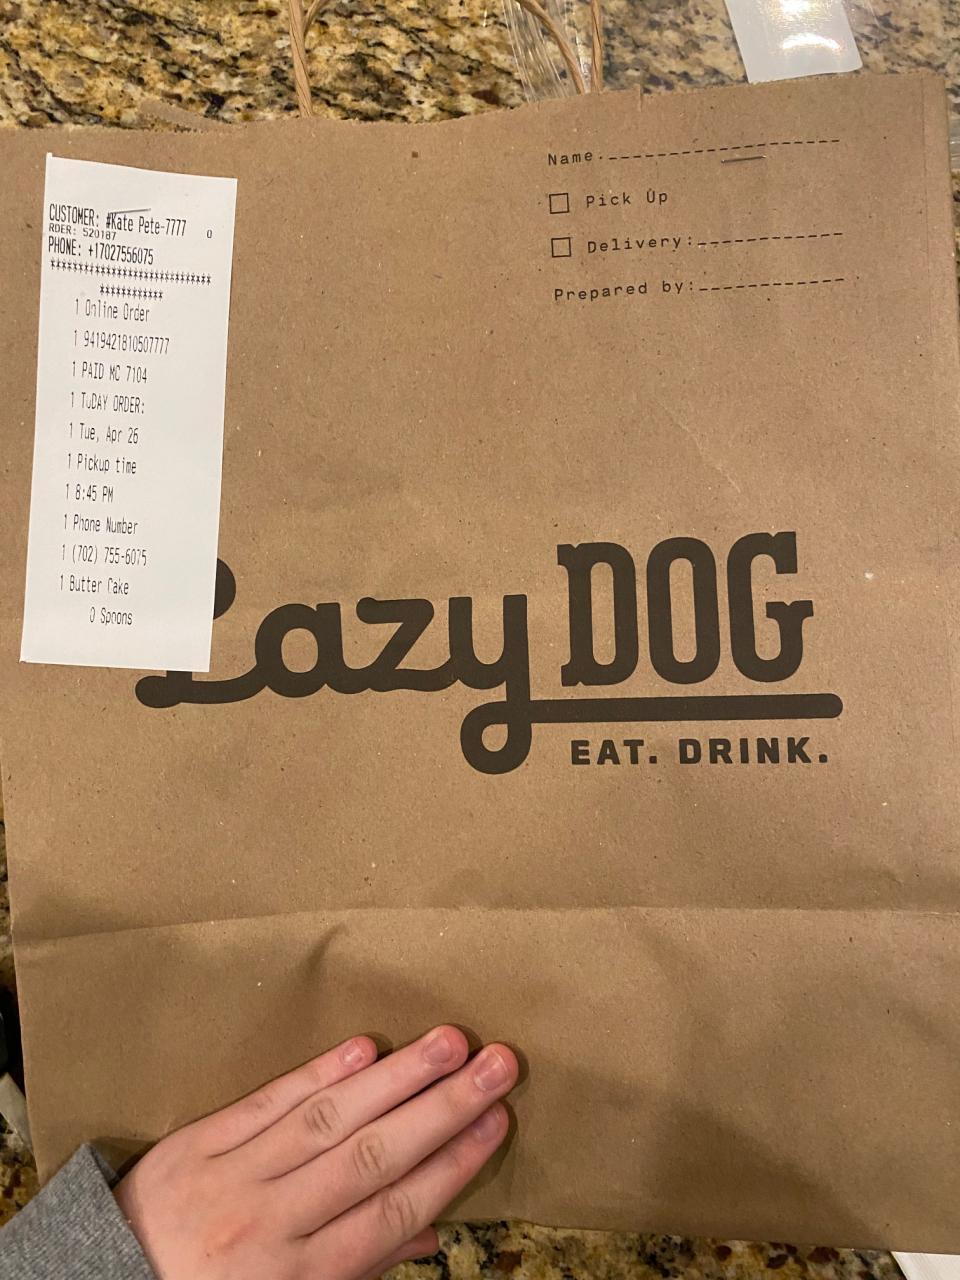 CUSTOMER: #Kate Pete-7777 0
RDER: 520187
PHONE: +17027556075
****************************
***********
1 Online Order
1 9419421810507777
1 PAID MC 7104
1 TuDAY ORDER:
1 Tue, Apr 26
1 Pickup time
1 8:45 PM
1 Phone Number
1 (702) 755-6075
1 Butter Cake
0 Spoons
Name
Pick Up
Delivery:
Prepared by:
Lazy DOG
EAT. DRINK.